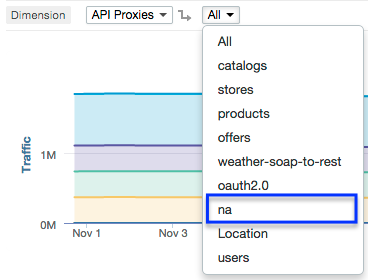 Dimension API Proxies All
All
catalogs
stores
products
offers
weather-soap-to-rest
oauth2.0
na
Location
users
Traffic
1M
0M
Nov 1 Nov 3